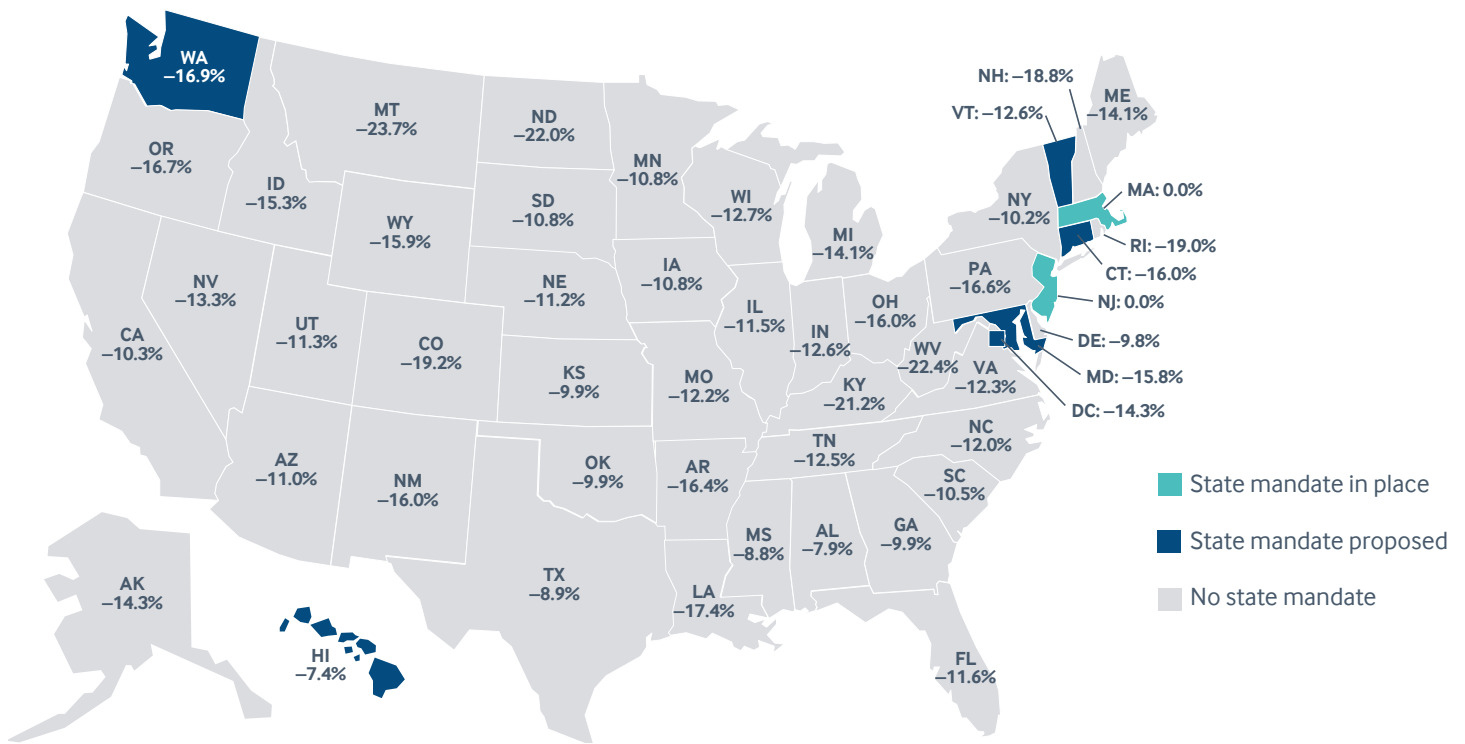 WA
–16.9%
MT
–23.7%
ND
–22.0%
NH: –18.8%
VT: –12.6%
ME
–14.1%
OR
–16.7%
ID
–15.3%
MN
–10.8%
WI
–12.7%
SD
–10.8%
WY
–15.9%
NY
–10.2%
MA: 0.0%
MI
–14.1%
RI: –19.0%
CT: –16.0%
NV
–13.3%
NE
–11.2%
IA
–10.8%
PA
–16.6%
NJ: 0.0%
CA
–10.3%
UT
–11.3%
CO
–19.2%
IL
–11.5%
IN
–12.6%
OH
–16.0%
DE: –9.8%
WV
–22.4%
VA
–12.3%
MD: –15.8%
DC: –14.3%
KS
–9.9%
MO
–12.2%
KY
–21.2%
NC
–12.0%
TN
–12.5%
AZ
–11.0%
NM
–16.0%
OK
–9.9%
AR
–16.4%
SC
–10.5%
MS
–8.8%
AL
–7.9%
GA
–9.9%
AK
–14.3%
TX
–8.9%
LA
–17.4%
HI
–7.4%
FL
–11.6%
State mandate in place
State mandate proposed
No state mandate